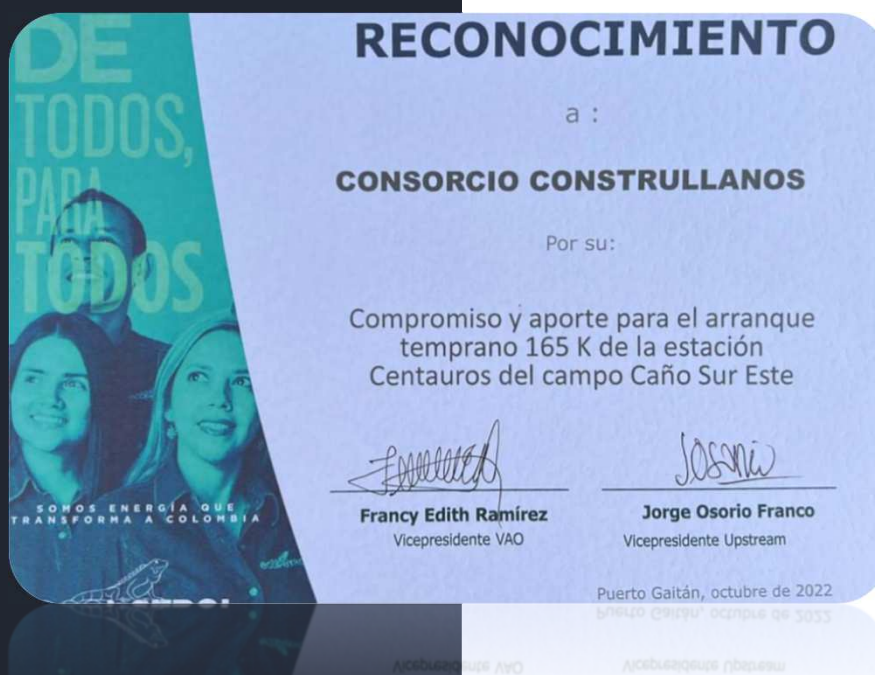 DE
TODOS,
PARA
TODOS
SOMOS ENERGÍA QUE
TRANSFORMA A COLOMBIA
RECONOCIMIENTO
a :
CONSORCIO CONSTRULLANOS
Por su:
Compromiso y aporte para el arranque
temprano 165 K de la estación
Centauros del campo Caño Sur Este
Francy Edith Ramírez
Vicepresidente VAO
Jorge Osorio Franco
Vicepresidente Upstream
Puerto Gaitán, octubre de 2022